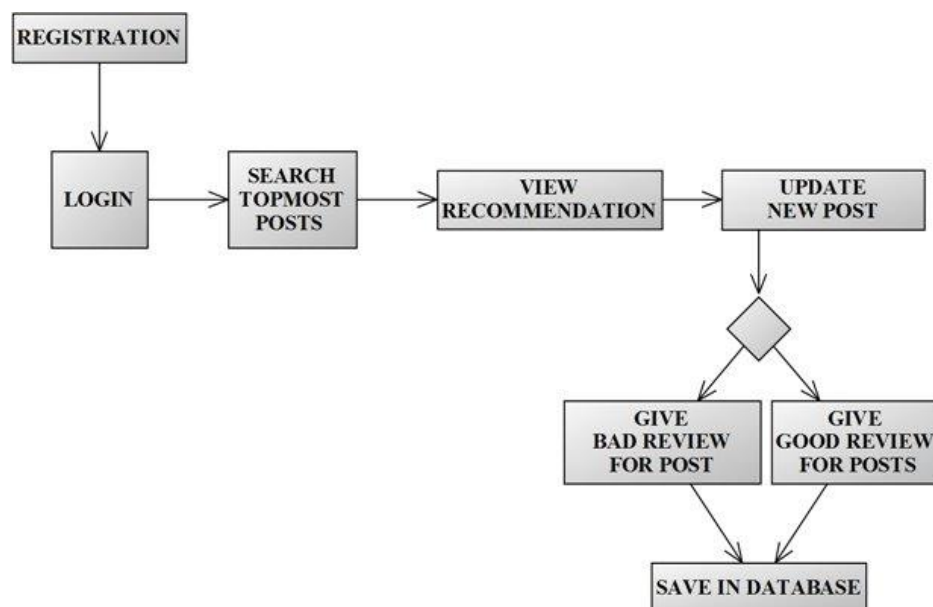 REGISTRATION
LOGIN
SEARCH
TOPMOST
POSTS
VIEW
RECOMMENDATION
UPDATE
NEW POST
GIVE
BAD REVIEW
FOR POST
GIVE
GOOD REVIEW
FOR POSTS
SAVE IN DATABASE